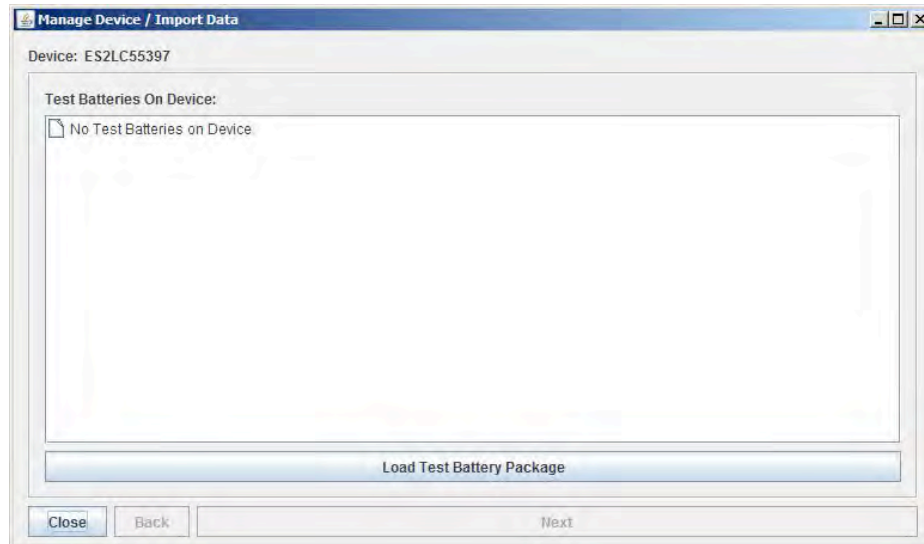 Manage Device / Import Data
Device: ES2LC55397
Test Batteries On Device:
No Test Batteries on Device
Load Test Battery Package
Close Back Next